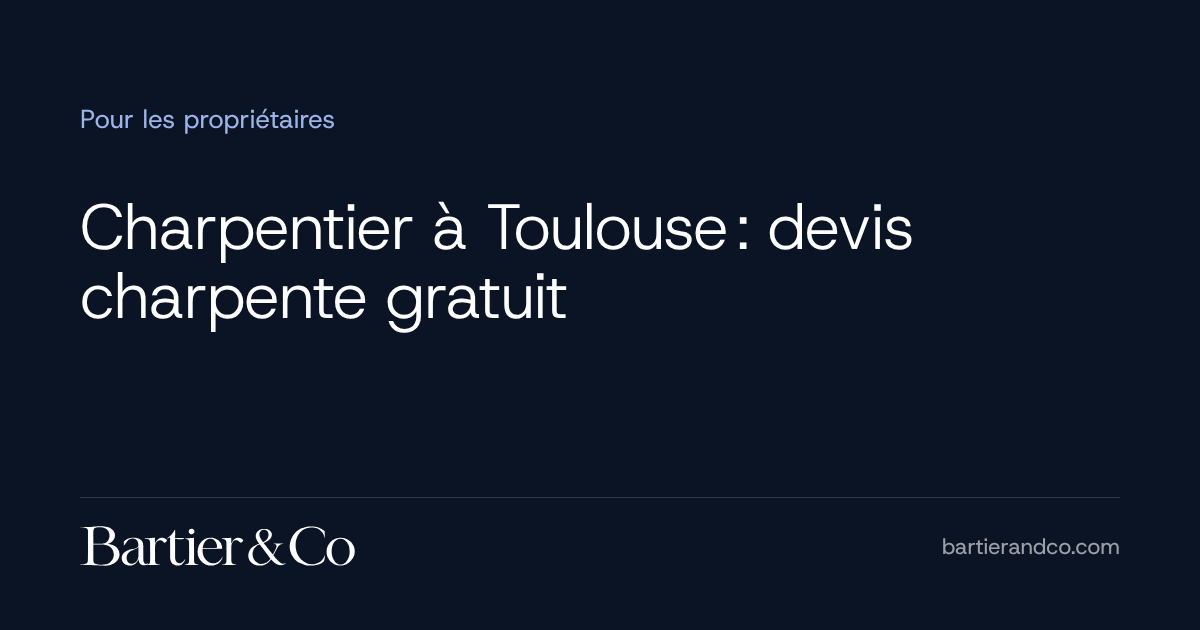 Pour les propriétaires
Charpentier à Toulouse : devis
charpente gratuit
Bartier & Co
bartierandco.com